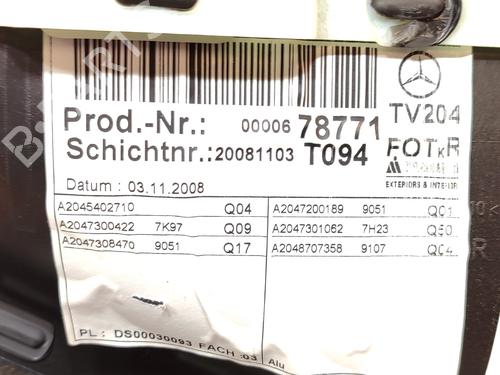 Prod.-Nr.: 00006 78771
TV204
Schichtnr.:20081103 T094
FOTKR
EXTERIORS & INTERIORS
Datum : 03.11.2008
A2045402710 Q04
A2047200189 9051 Q01
A2047300422 7K97 Q09
A2047301062 7H23 Q50
A2047308470 9051 Q17
A2048707358 9107 Q04
PL : DS00030093 FACH :03 Alu